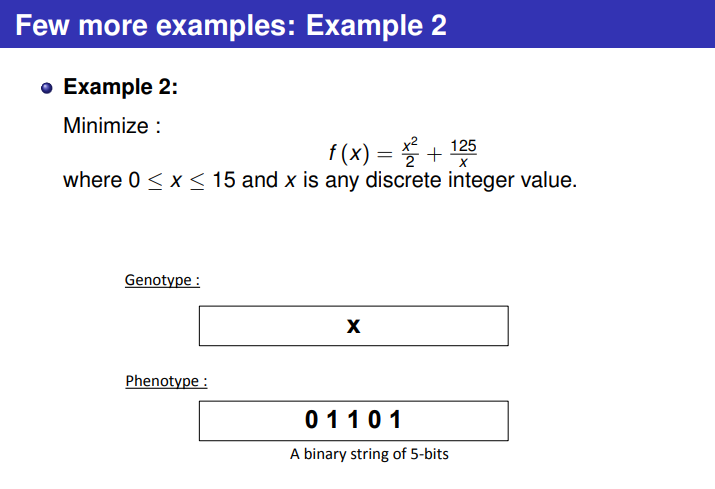 Few more examples: Example 2
Example 2:
Minimize :
f (x) = x²/2 + 125/x
where 0 ≤ x ≤ 15 and x is any discrete integer value.
Genotype :
x
Phenotype :
0 1 1 0 1
A binary string of 5-bits